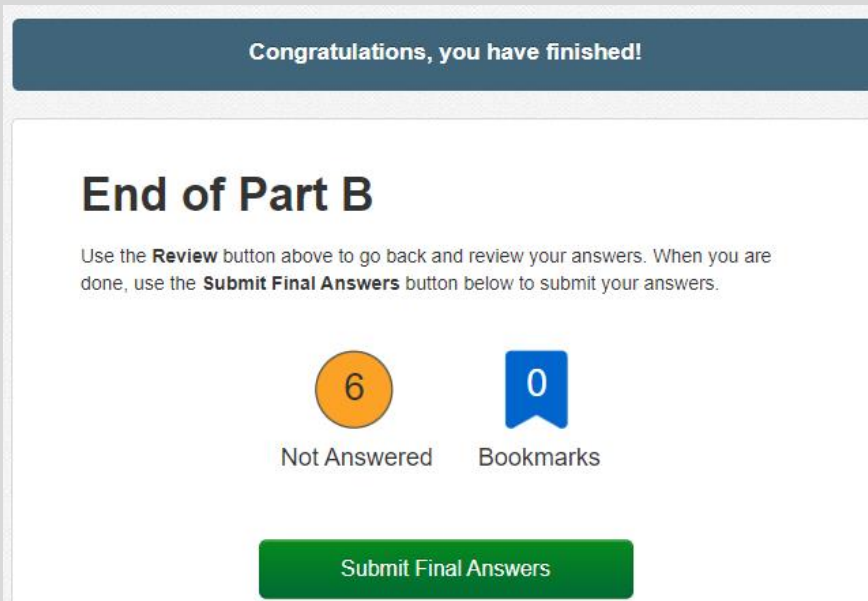 Congratulations, you have finished!
End of Part B
Use the Review button above to go back and review your answers. When you are
done, use the Submit Final Answers button below to submit your answers.
6
0
Not Answered
Bookmarks
Submit Final Answers